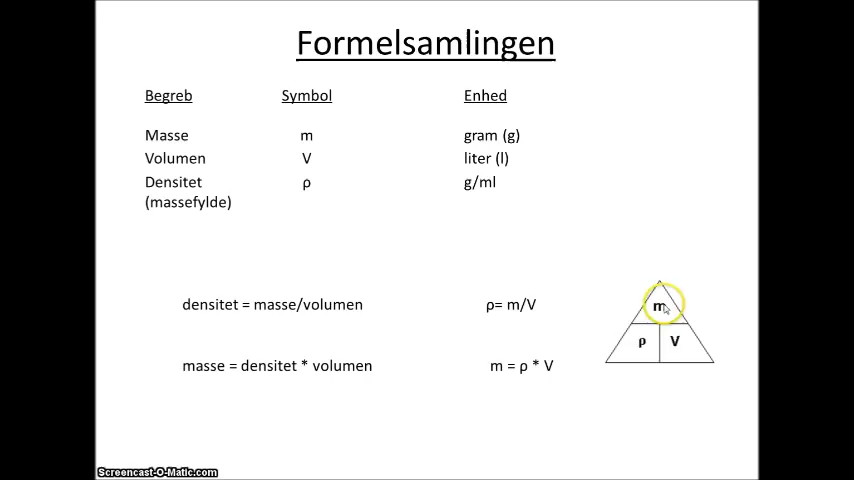 Formelsamlingen
Begreb Symbol Enhed
Masse m gram (g)
Volumen V liter (l)
Densitet ρ g/ml
(massefylde)
densitet = masse/volumen ρ= m/V
masse = densitet * volumen m = ρ * V
m
ρ V
Screencast-O-Matic.com